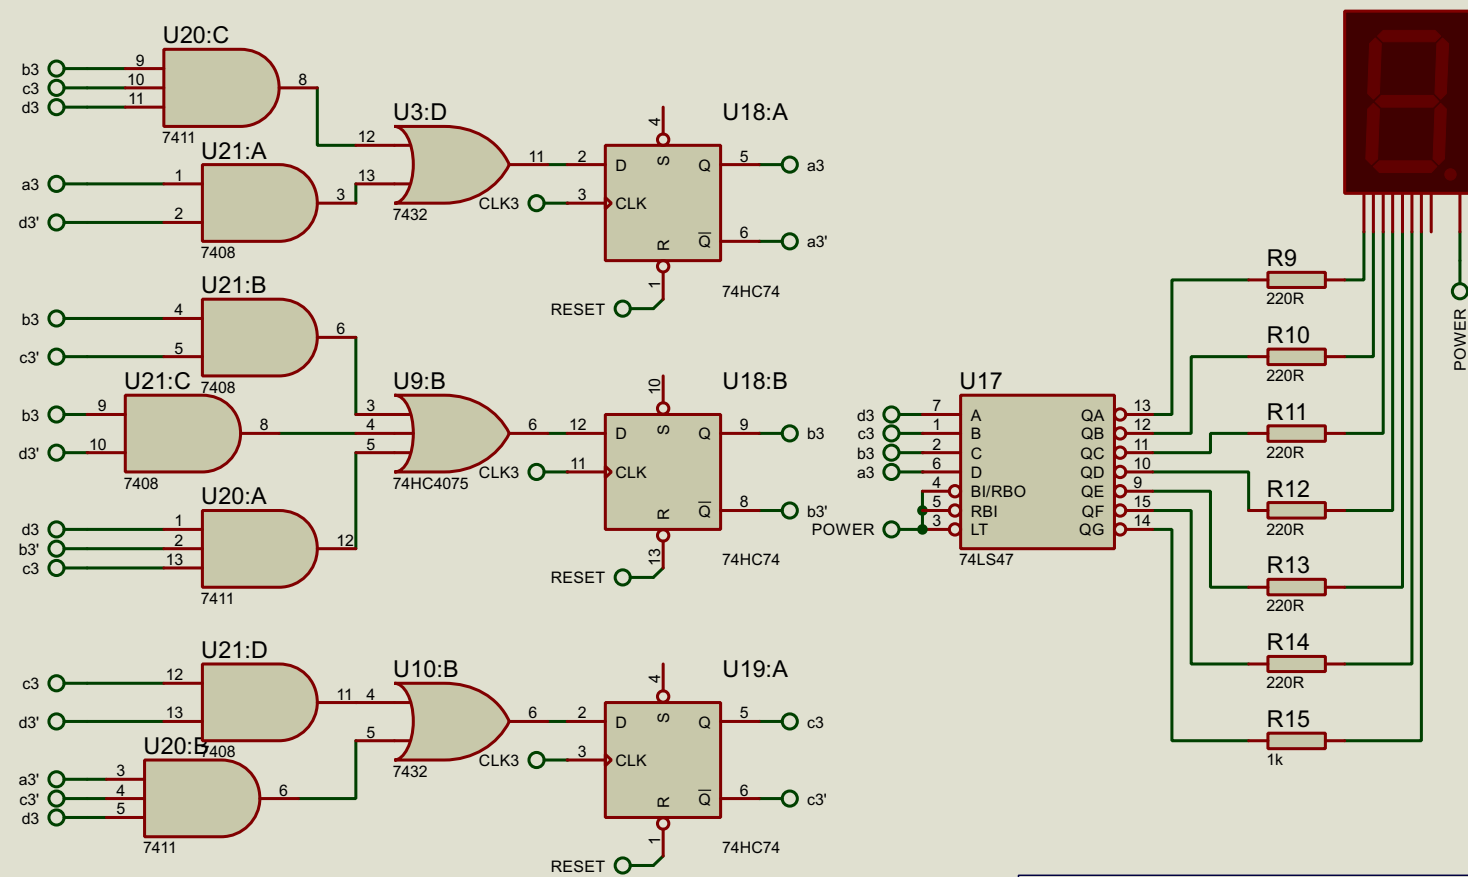 U20:C
b3 9
c3 10 8
d3 11
7411
U21:A
a3 1
3
d3' 2
7408
U3:D
12
11
13
7432
U18:A
4
S
2 D Q 5 a3
CLK3 3 CLK
R Q 6 a3'
1
74HC74
RESET
U21:B
b3 4
6
c3' 5
7408
U21:C
b3 9
8
d3' 10
7408
U20:A
d3 1
b3' 2 12
c3 13
7411
U9:B
3
4 6
5
74HC4075
U18:B
10
S
12 D Q 9 b3
CLK3 11 CLK
R Q 8 b3'
13
74HC74
RESET
U21:D
c3 12
11
d3' 13
7408
U20:B
a3' 3
c3' 4 6
d3 5
7411
U10:B
4
6
5
7432
U19:A
4
S
2 D Q 5 c3
CLK3 3 CLK
R Q 6 c3'
1
74HC74
RESET
U17
d3 7 A QA 13
c3 1 B QB 12
b3 2 C QC 11
a3 6 D QD 10
4 BI/RBO QE 9
5 RBI QF 15
POWER 3 LT QG 14
74LS47
R9
220R
R10
220R
R11
220R
R12
220R
R13
220R
R14
220R
R15
1k
POWER